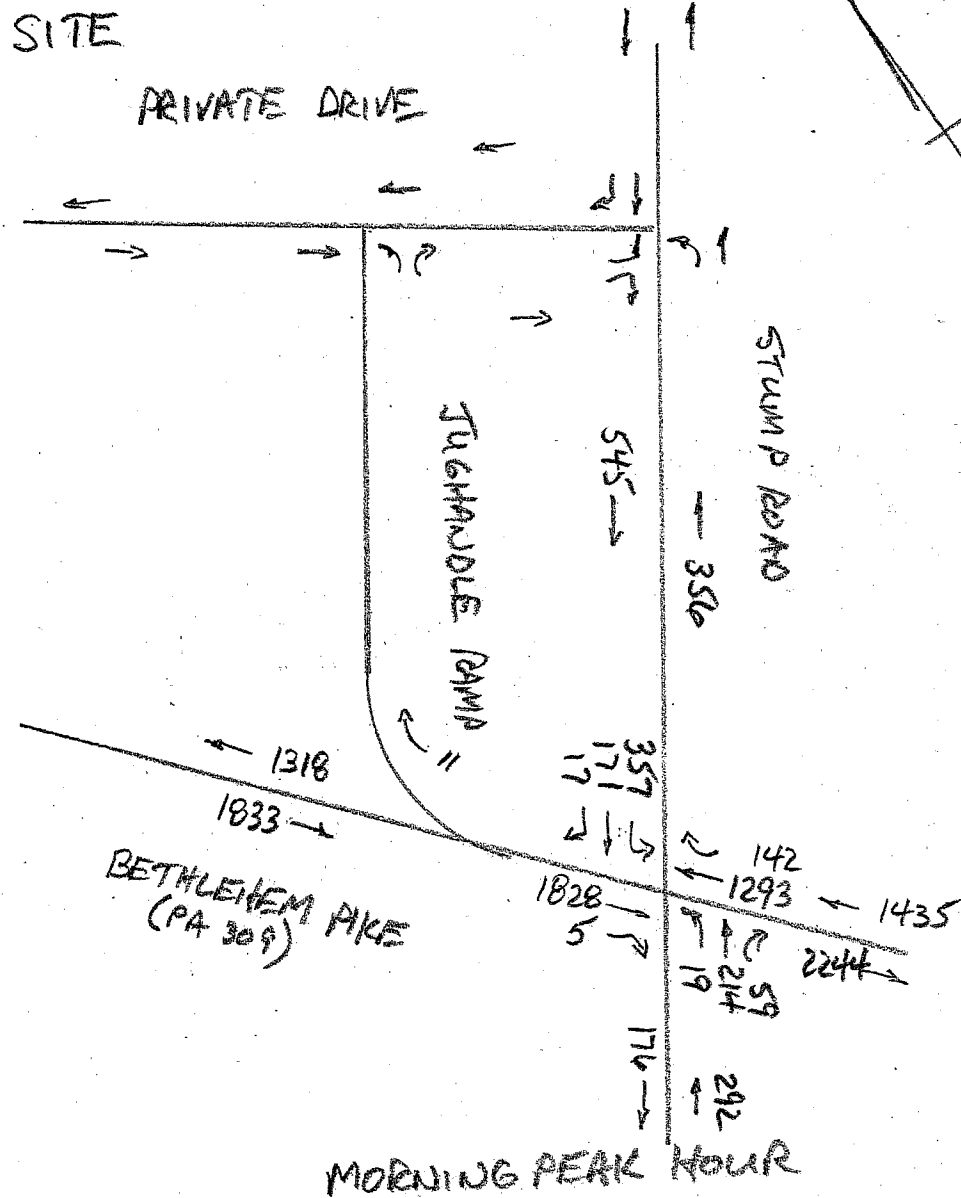 SITE
PRIVATE DRIVE
STUMP ROAD
545
356
JUGHANDLE RAMP
11
1318
1833
357
171
17
BETHLEHEM PIKE
(PA 309)
142
1293
1435
1828
5
2244
19
214
59
176
292
MORNING PEAK HOUR